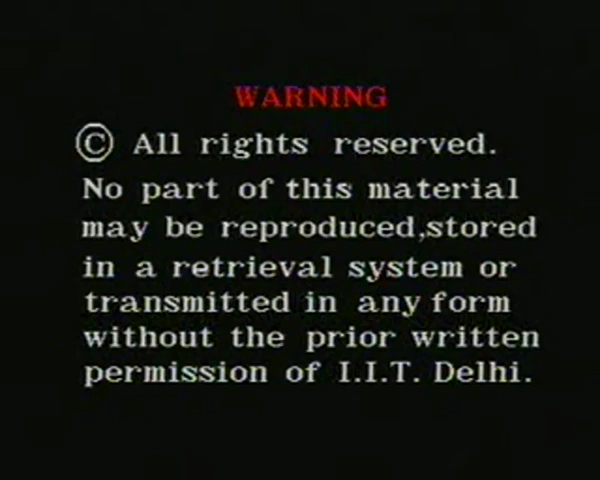 WARNING
© All rights reserved.
No part of this material
may be reproduced,stored
in a retrieval system or
transmitted in any form
without the prior written
permission of I.I.T. Delhi.